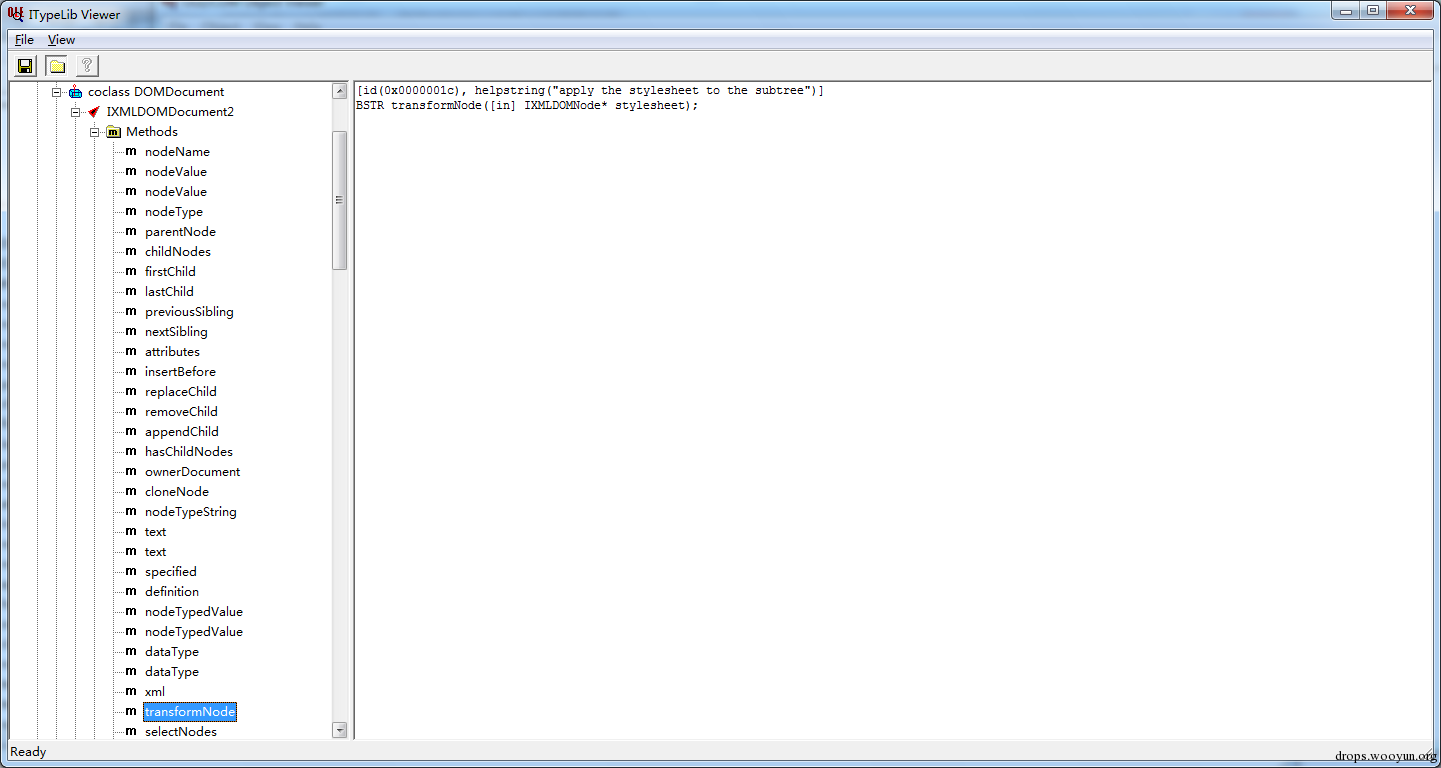 ITypeLib Viewer
File View
coclass DOMDocument
IXMLDOMDocument2
Methods
m nodeName
m nodeValue
m nodeValue
m nodeType
m parentNode
m childNodes
m firstChild
m lastChild
m previousSibling
m nextSibling
m attributes
m insertBefore
m replaceChild
m removeChild
m appendChild
m hasChildNodes
m ownerDocument
m cloneNode
m nodeTypeString
m text
m text
m specified
m definition
m nodeTypedValue
m nodeTypedValue
m dataType
m dataType
m xml
m transformNode
m selectNodes
[id(0x0000001c), helpstring("apply the stylesheet to the subtree")]
BSTR transformNode([in] IXMLDOMNode* stylesheet);
Ready
drops.wooyun.org